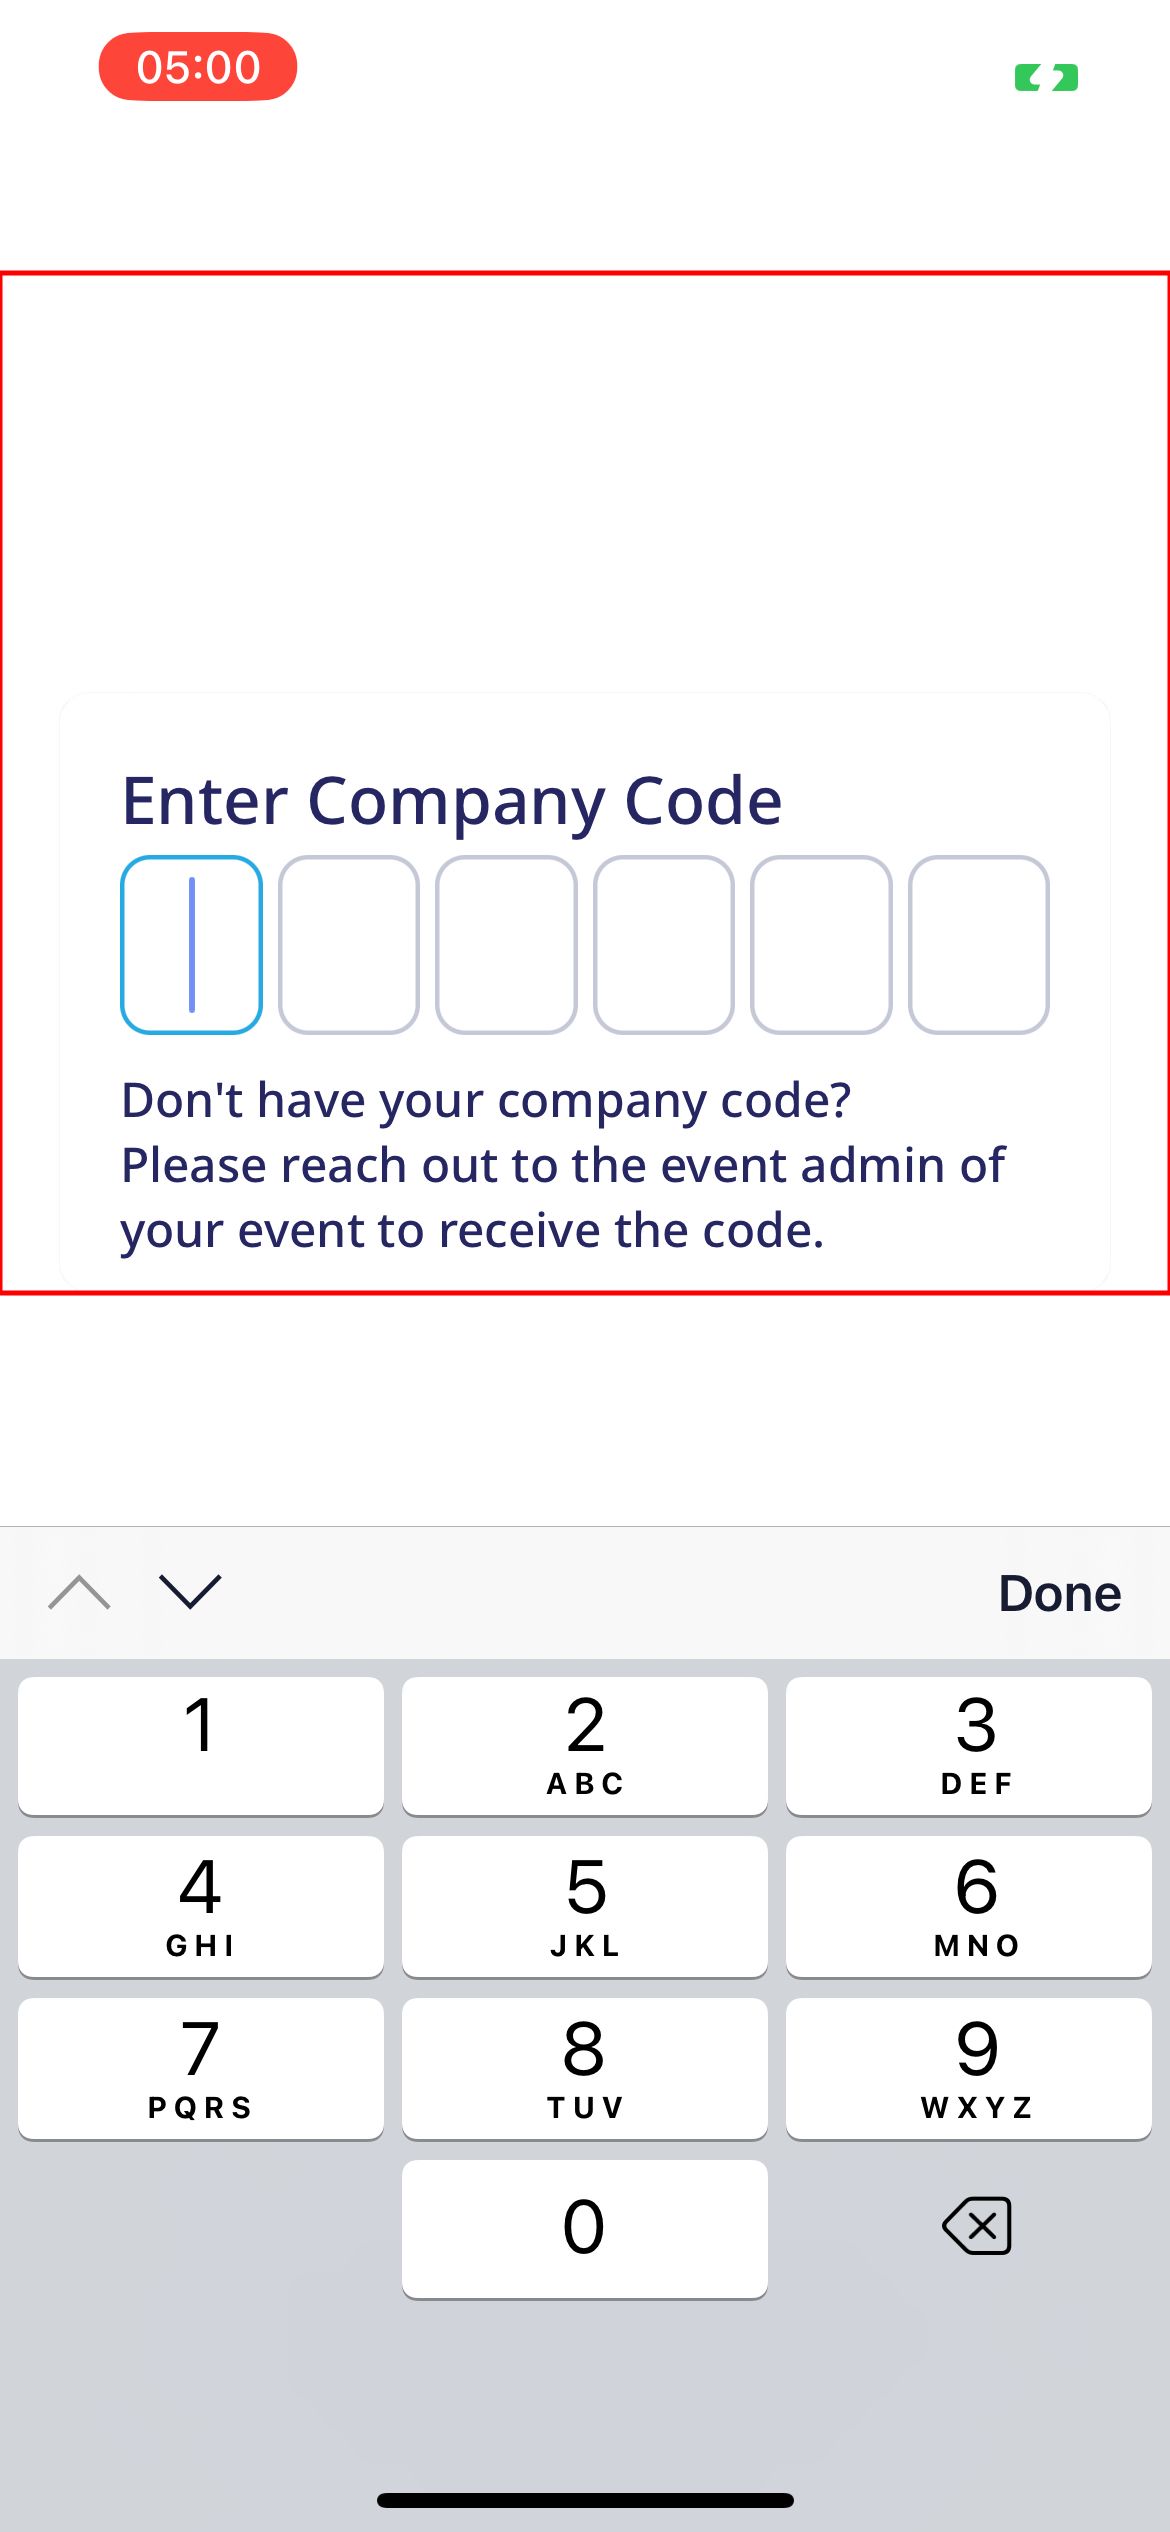 05:00
Enter Company Code
Don't have your company code?
Please reach out to the event admin of
your event to receive the code.
Done
1
2
ABC
3
DEF
4
GHI
5
JKL
6
MNO
7
PQRS
8
TUV
9
WXYZ
0